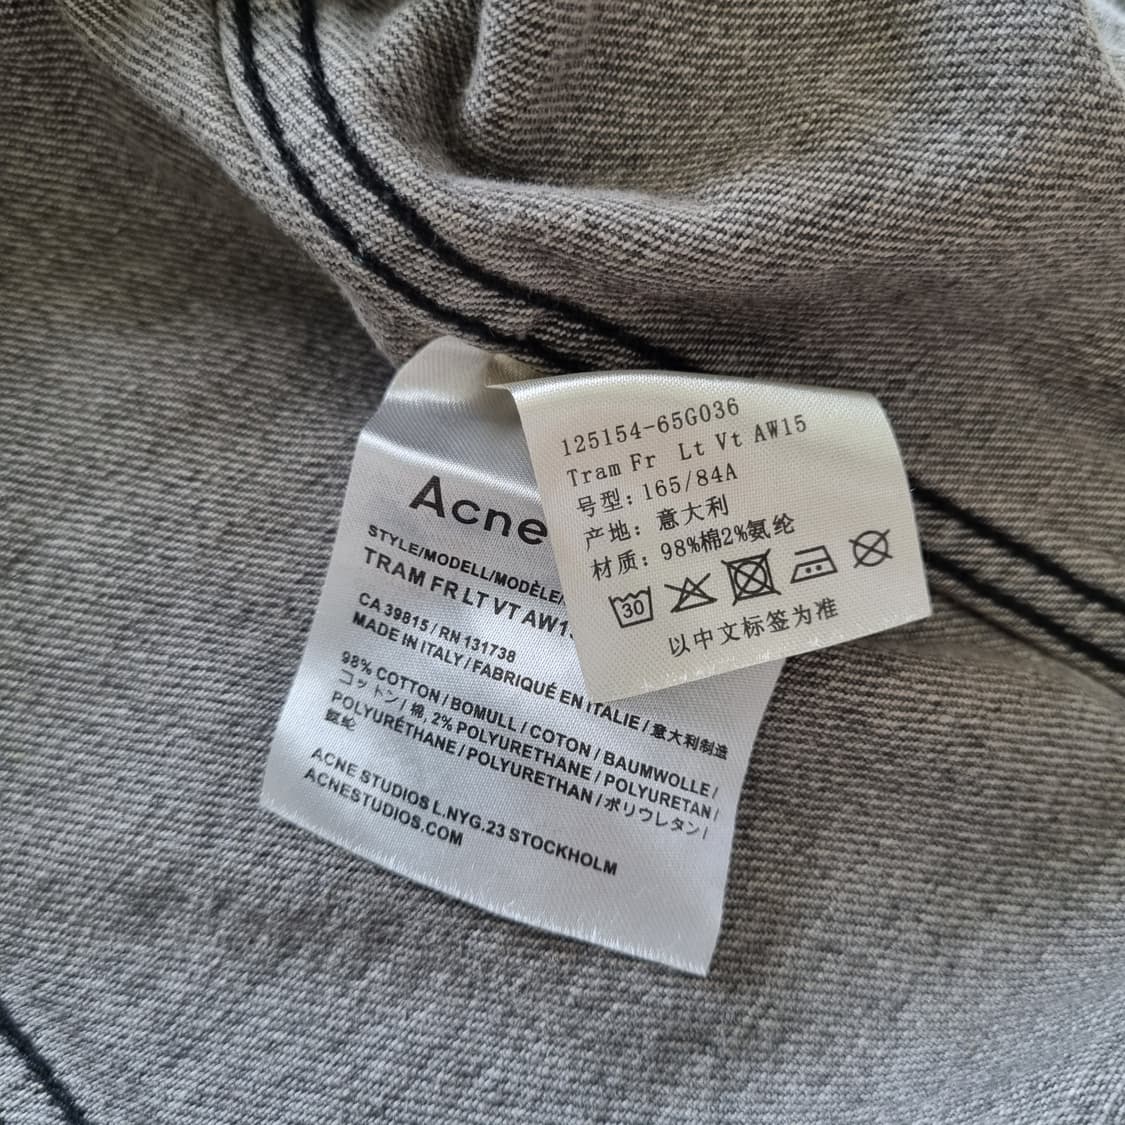 Acne
STYLE/MODELL/MODÈLE/
TRAM FR LT VT AW15
CA 39815 / RN 131738
MADE IN ITALY / FABRIQUÉ EN ITALIE / 意大利制造
98% COTTON / BOMULL / COTON / BAUMWOLLE /
コットン / 棉, 2% POLYURETHANE / POLYURETAN /
POLYURÉTHANE / POLYURETHAN / ポリウレタン /
氨纶
ACNE STUDIOS L.NYG.23 STOCKHOLM
ACNESTUDIOS.COM
125154-65G036
Tram Fr Lt Vt AW15
号型: 165/84A
产地: 意大利
材质: 98%棉2%氨纶
30
以中文标签为准